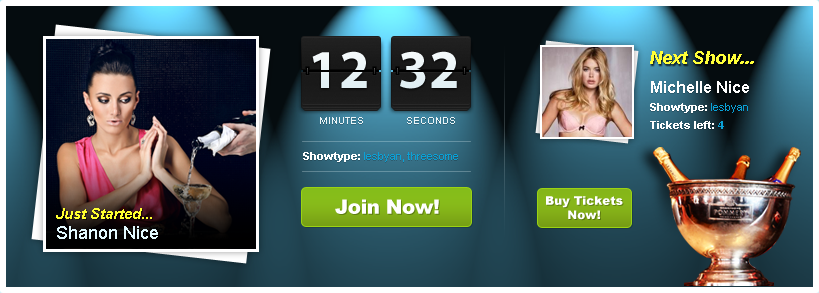 Just Started...
Shanon Nice
12 32
MINUTES SECONDS
Showtype: lesbyan, threesome
Join Now!
Next Show...
Michelle Nice
Showtype: lesbyan
Tickets left: 4
Buy Tickets
Now!
POMMERY